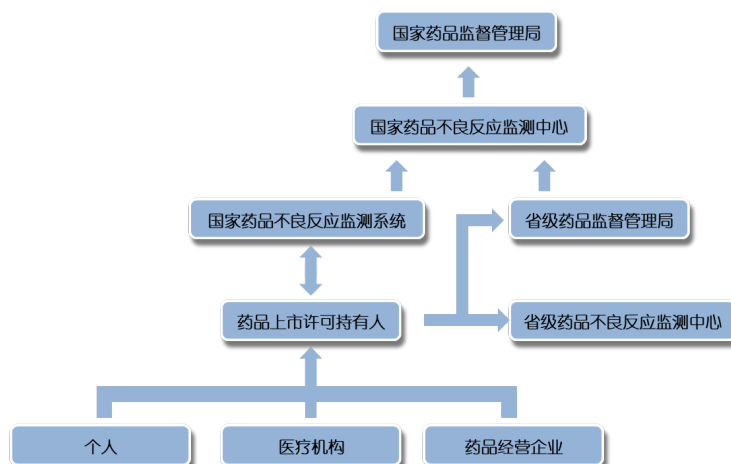 国家药品监督管理局
国家药品不良反应监测中心
国家药品不良反应监测系统
省级药品监督管理局
药品上市许可持有人
省级药品不良反应监测中心
个人
医疗机构
药品经营企业